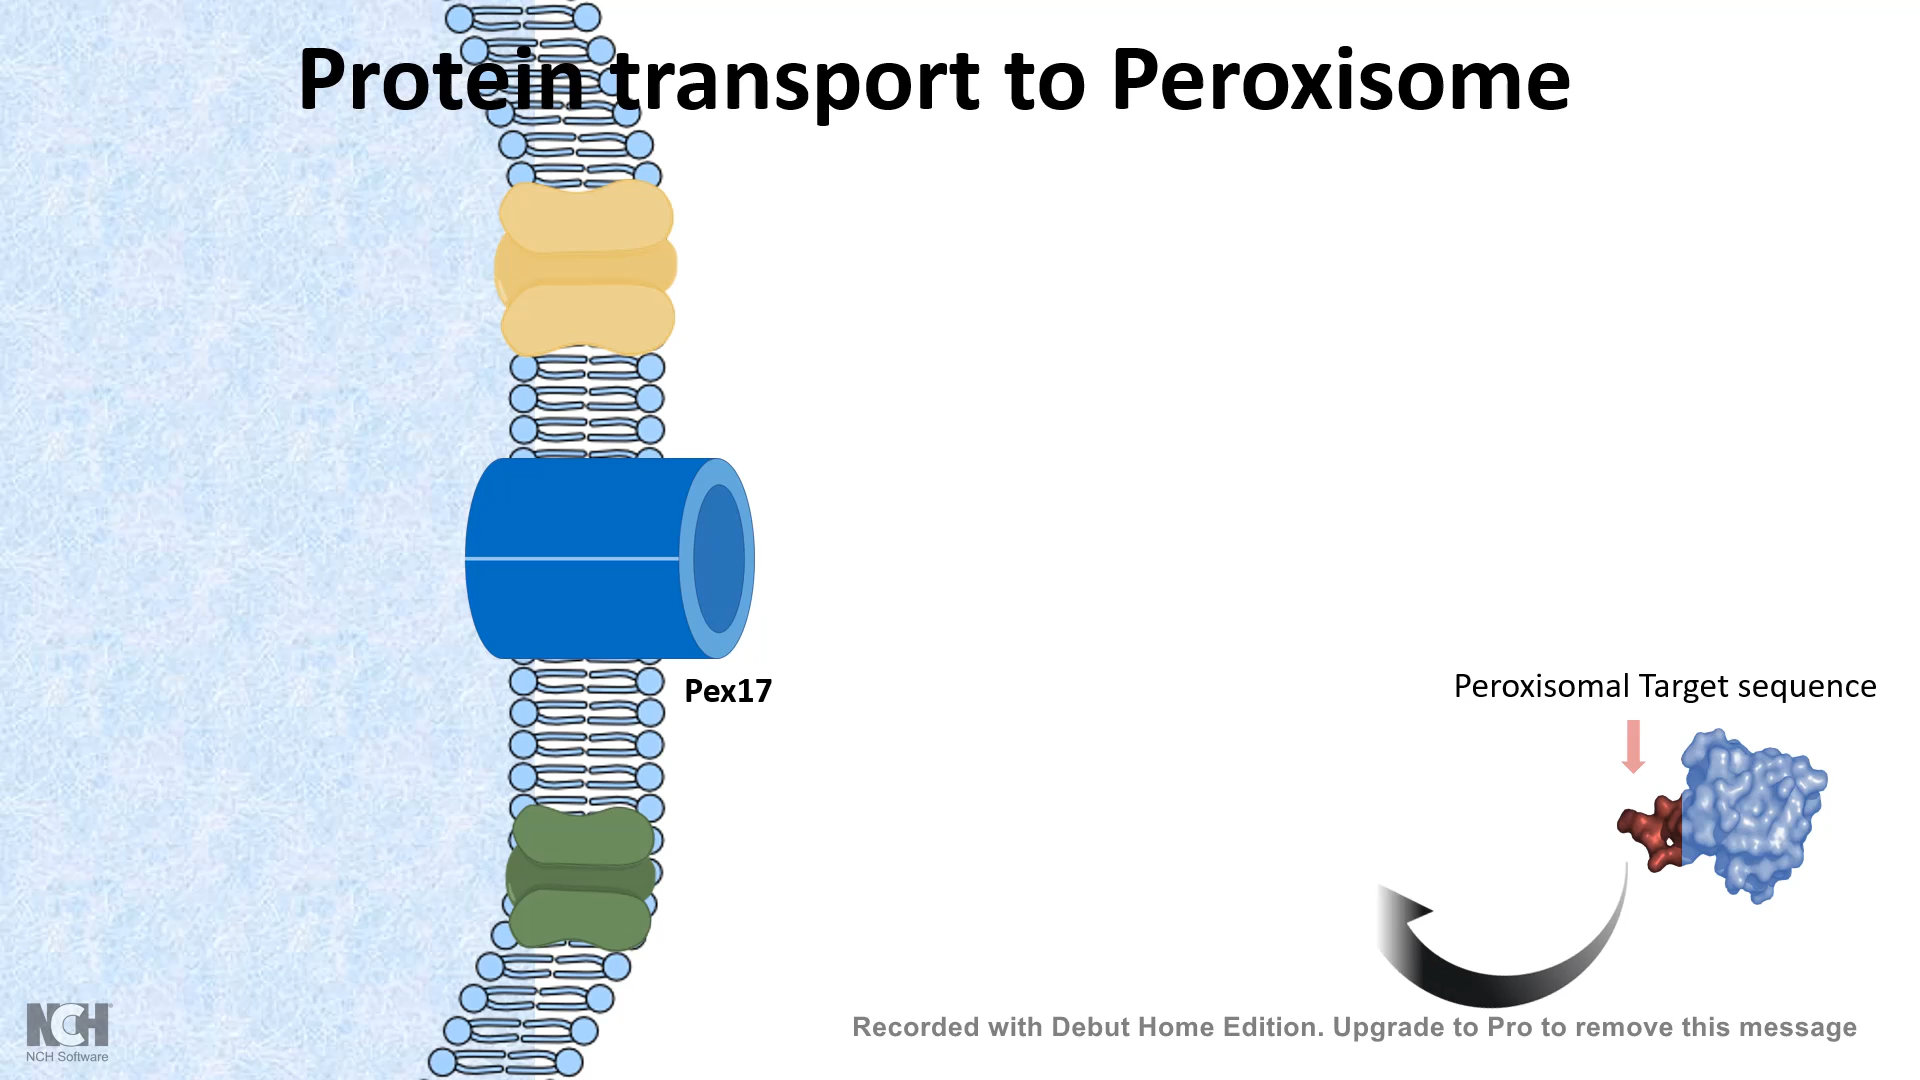 Protein transport to Peroxisome
Pex17
Peroxisomal Target sequence
Recorded with Debut Home Edition. Upgrade to Pro to remove this message
NCH
NCH Software